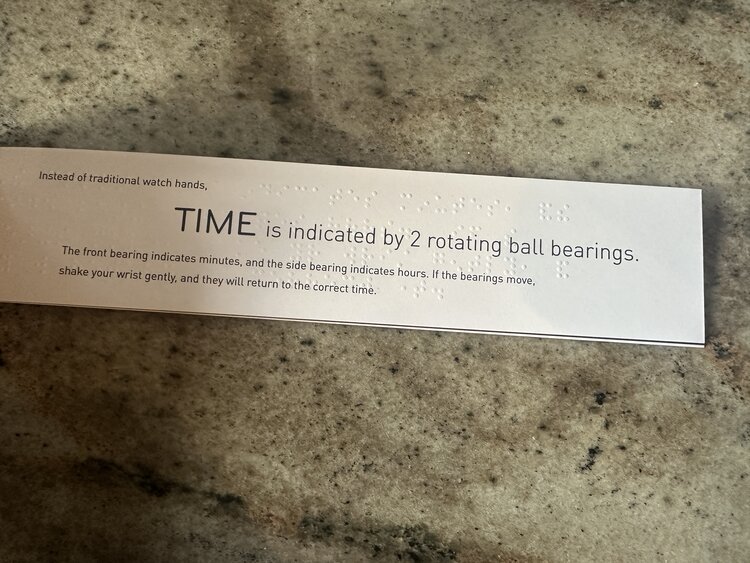 Instead of traditional watch hands,
TIME is indicated by 2 rotating ball bearings.
The front bearing indicates minutes, and the side bearing indicates hours. If the bearings move,
shake your wrist gently, and they will return to the correct time.